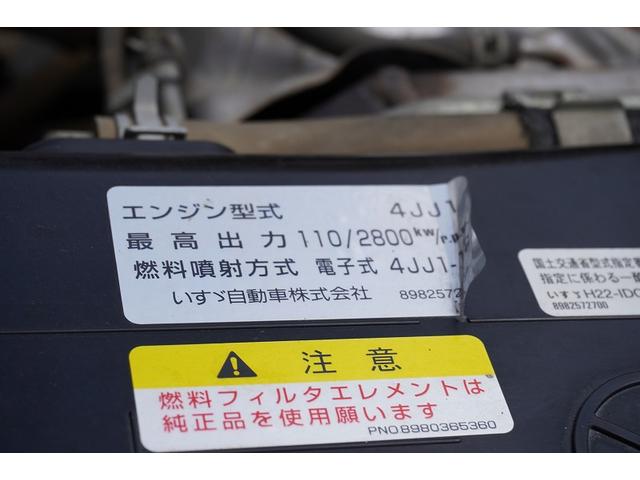 エンジン型式 4JJ1
最高出力 110/2800kw/r.p
燃料噴射方式 電子式 4JJ1-
いすゞ自動車株式会社 8982572
国土交通省型式指定番
指定に係わる一酸
いすゞH22-IDC
8982572700
注意
燃料フィルタエレメントは
純正品を使用願います
PNO.8980365360